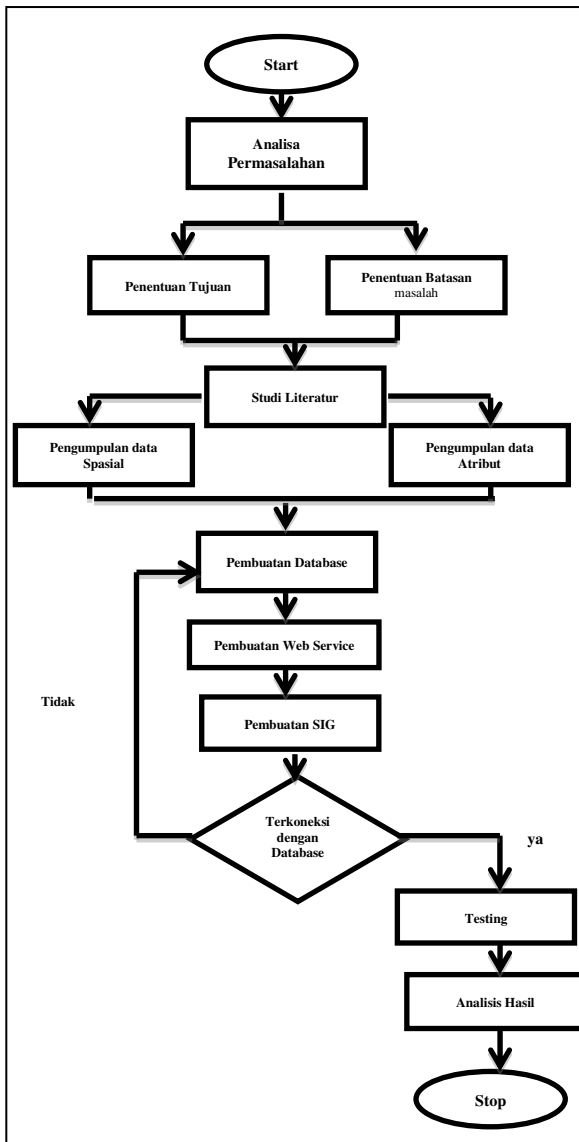 Start
Analisa
Permasalahan
Penentuan Tujuan
Penentuan Batasan
masalah
Studi Literatur
Pengumpulan data
Spasial
Pengumpulan data
Atribut
Pembuatan Database
Pembuatan Web Service
Tidak
Pembuatan SIG
Terkoneksi
dengan
Database
ya
Testing
Analisis Hasil
Stop